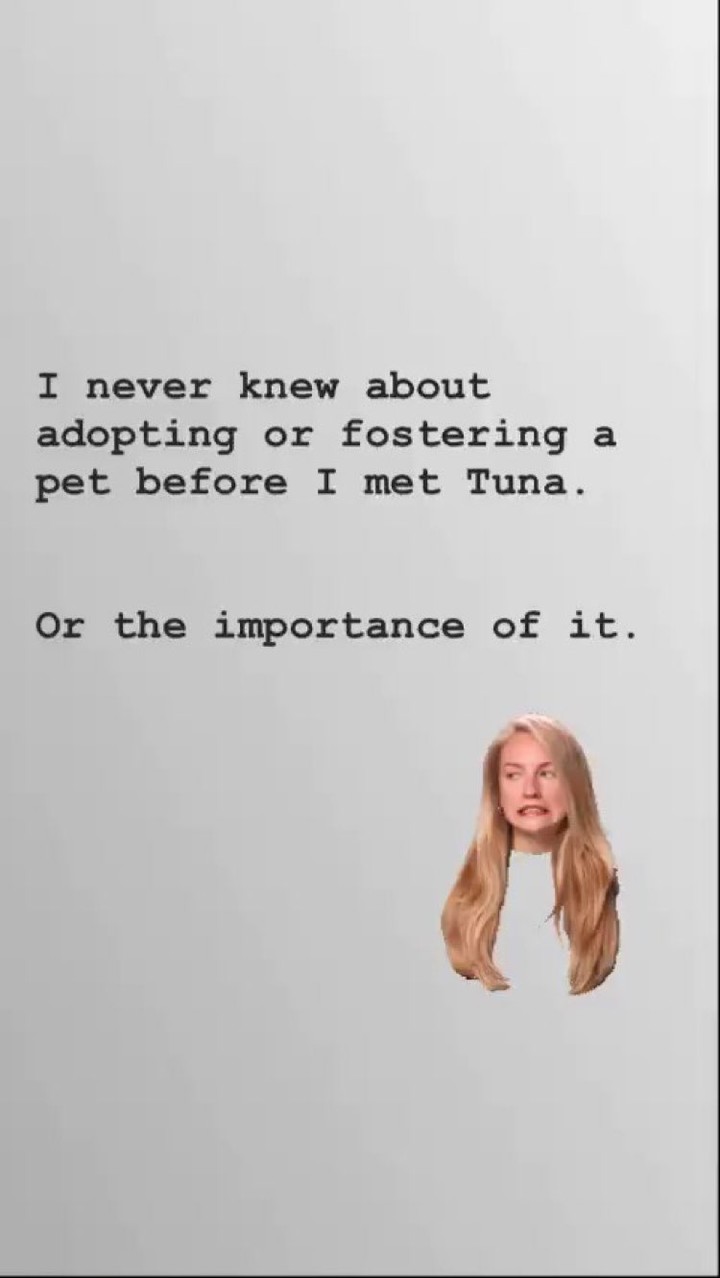 I never knew about
adopting or fostering a
pet before I met Tuna.
Or the importance of it.